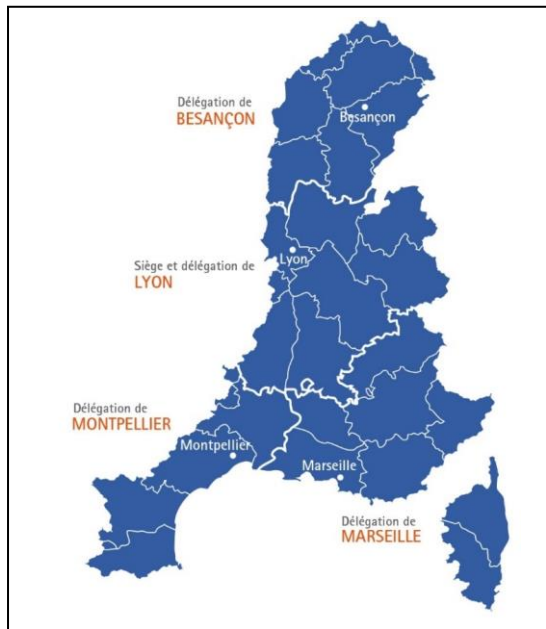 Délégation de
BESANÇON
Besançon
Lyon
Siège et délégation de
LYON
Délégation de
MONTPELLIER
Montpellier
Marseille
Délégation de
MARSEILLE